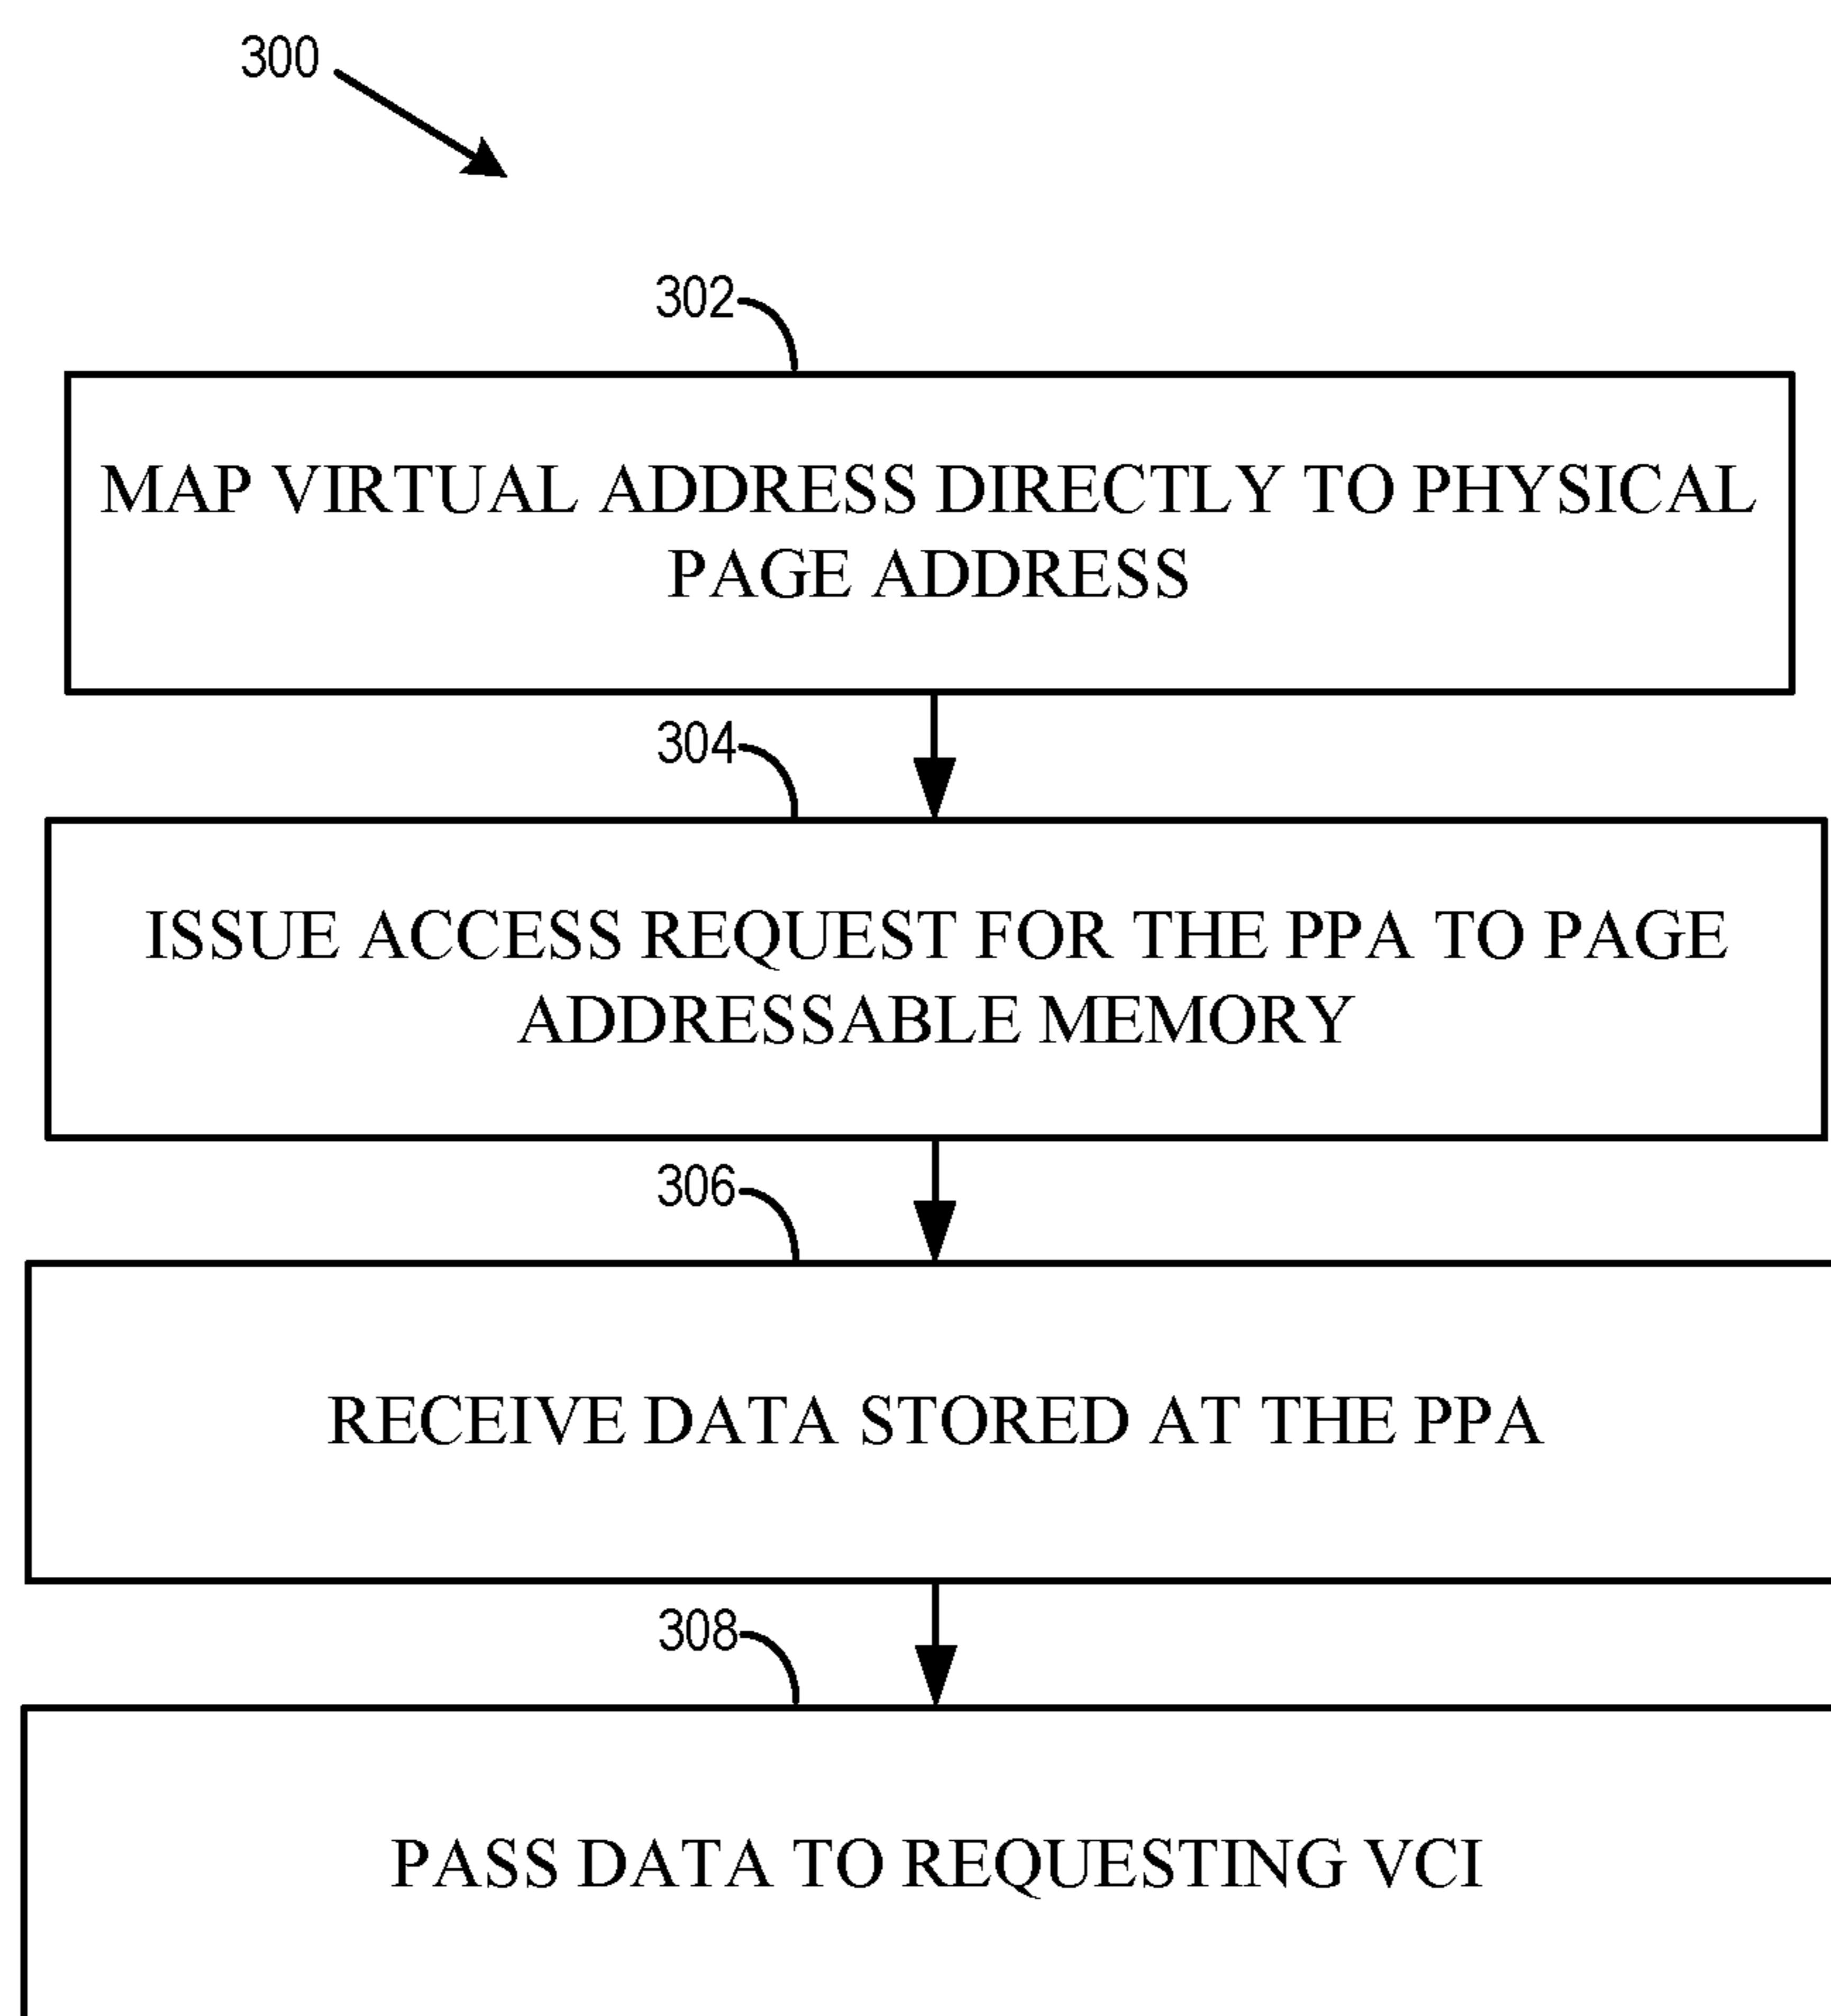 300
302
MAP VIRTUAL ADDRESS DIRECTLY TO PHYSICAL
PAGE ADDRESS
304
ISSUE ACCESS REQUEST FOR THE PPA TO PAGE
ADDRESSABLE MEMORY
306
RECEIVE DATA STORED AT THE PPA
308
PASS DATA TO REQUESTING VCI